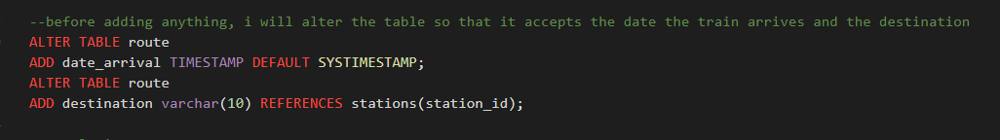 --before adding anything, i will alter the table so that it accepts the date the train arrives and the destination
ALTER TABLE route
ADD date_arrival TIMESTAMP DEFAULT SYSTIMESTAMP;
ALTER TABLE route
ADD destination varchar(10) REFERENCES stations(station_id);